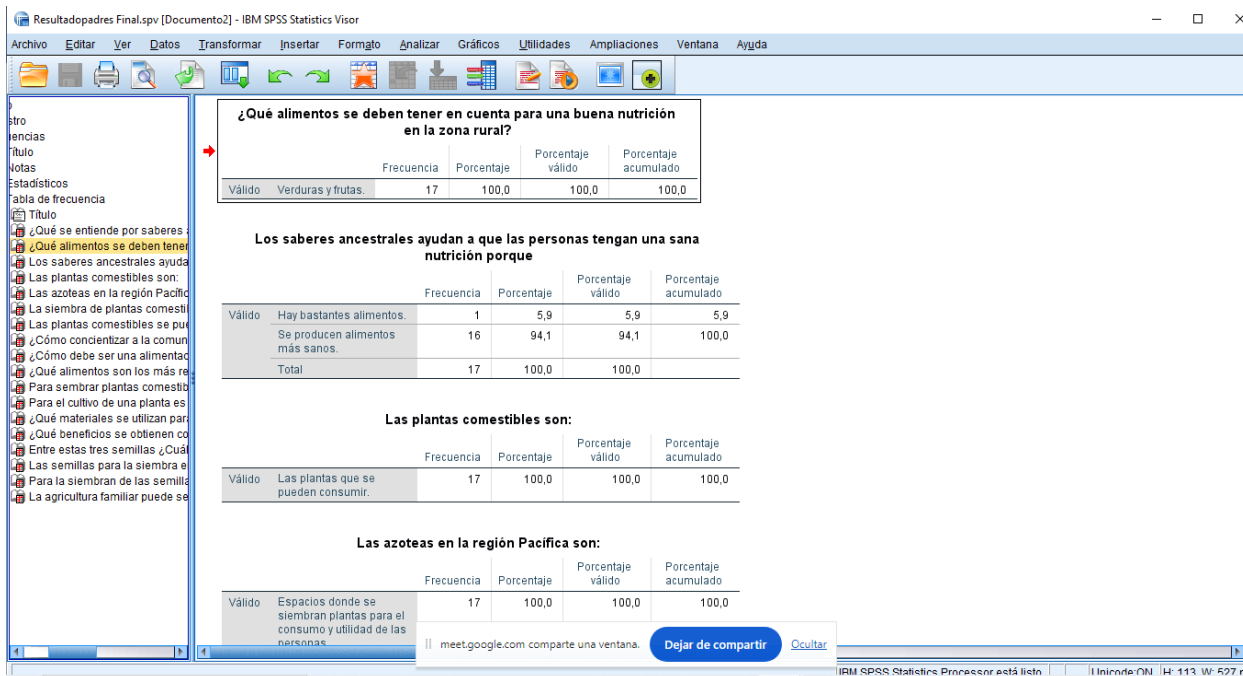 Resultadopadres Final.spv [Documento2] - IBM SPSS Statistics Visor
Archivo Editar Ver Datos Transformar Insertar Formato Analizar Gráficos Utilidades Ampliaciones Ventana Ayuda
stro
encias
Título
Notas
Estadísticos
Tabla de frecuencia
Título
¿Qué se entiende por saberes
¿Qué alimentos se deben tener
Los saberes ancestrales ayuda
Las plantas comestibles son:
Las azoteas en la región Pacífic
La siembra de plantas comesti
Las plantas comestibles se pue
¿Cómo concientizar a la comun
¿Cómo debe ser una alimentac
¿Qué alimentos son los más re
Para sembrar plantas comestib
Para el cultivo de una planta es
¿Qué materiales se utilizan par
¿Qué beneficios se obtienen co
Entre estas tres semillas ¿Cuál
Las semillas para la siembra e
Para la siembran de las semilla
La agricultura familiar puede se
¿Qué alimentos se deben tener en cuenta para una buena nutrición
en la zona rural?
Frecuencia Porcentaje Porcentaje válido Porcentaje acumulado
Válido Verduras y frutas. 17 100,0 100,0 100,0
Los saberes ancestrales ayudan a que las personas tengan una sana
nutrición porque
Frecuencia Porcentaje Porcentaje válido Porcentaje acumulado
Válido Hay bastantes alimentos. 1 5,9 5,9 5,9
Se producen alimentos 16 94,1 94,1 100,0
más sanos.
Total 17 100,0 100,0
Las plantas comestibles son:
Frecuencia Porcentaje Porcentaje válido Porcentaje acumulado
Válido Las plantas que se 17 100,0 100,0 100,0
pueden consumir.
Las azoteas en la región Pacífica son:
Frecuencia Porcentaje Porcentaje válido Porcentaje acumulado
Válido Espacios donde se 17 100,0 100,0 100,0
siembran plantas para el
consumo y utilidad de las
personas
meet.google.com comparte una ventana. Dejar de compartir Ocultar
IBM SPSS Statistics Processor está listo Unicode:ON H: 113, W: 527